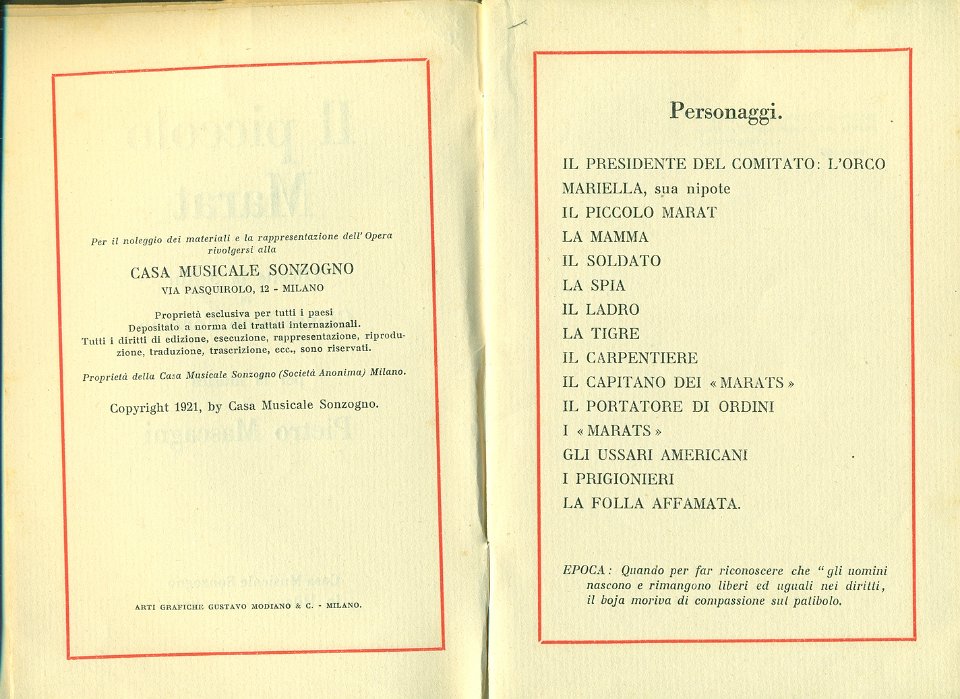 Per il noleggio dei materiali e la rappresentazione dell'Opera
rivolgersi alla
CASA MUSICALE SONZOGNO
VIA PASQUIROLO, 12 - MILANO
Proprietà esclusiva per tutti i paesi
Depositato a norma dei trattati internazionali.
Tutti i diritti di edizione, esecuzione, rappresentazione, riprodu-
zione, traduzione, trascrizione, ecc., sono riservati.
Proprietà della Casa Musicale Sonzogno (Società Anonima) Milano.
Copyright 1921, by Casa Musicale Sonzogno.
ARTI GRAFICHE GUSTAVO MODIANO & C. - MILANO.
Personaggi.
IL PRESIDENTE DEL COMITATO: L'ORCO
MARIELLA, sua nipote
IL PICCOLO MARAT
LA MAMMA
IL SOLDATO
LA SPIA
IL LADRO
LA TIGRE
IL CARPENTIERE
IL CAPITANO DEI «MARATS»
IL PORTATORE DI ORDINI
I «MARATS»
GLI USSARI AMERICANI
I PRIGIONIERI
LA FOLLA AFFAMATA.
EPOCA: Quando per far riconoscere che "gli uomini
nascono e rimangono liberi ed uguali nei diritti,
il boja moriva di compassione sul patibolo.